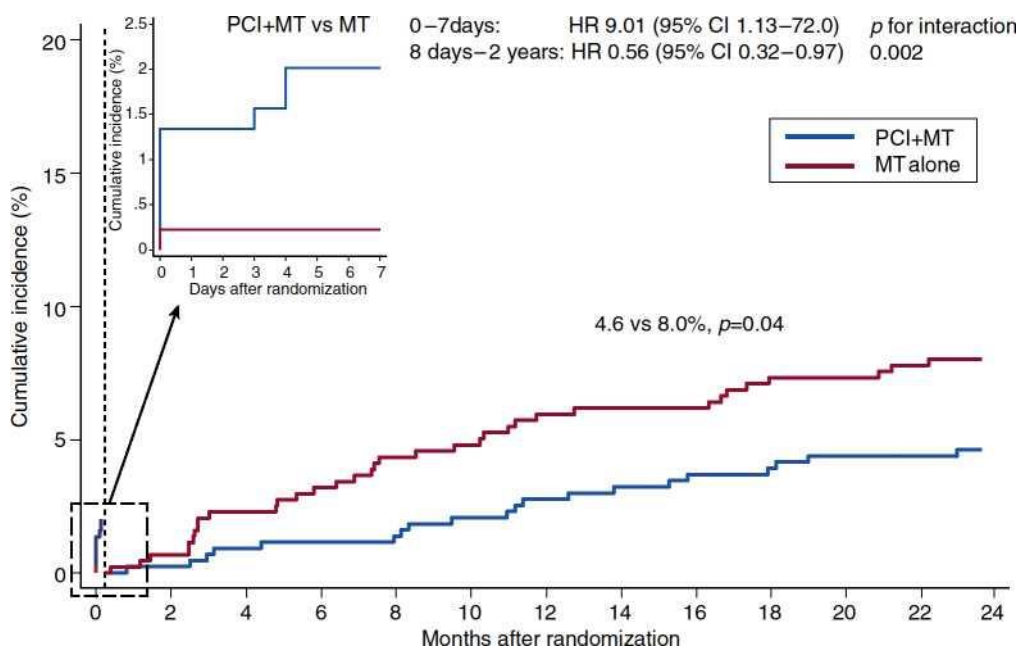 PCI+MT vs MT
0–7days: HR 9.01 (95% CI 1.13–72.0) p for interaction
8 days–2 years: HR 0.56 (95% CI 0.32–0.97) 0.002
2.5
2
1.5
1
.5
0
Cumulative incidence (%)
0 1 2 3 4 5 6 7
Days after randomization
PCI+MT
MT alone
4.6 vs 8.0%, p=0.04
20
15
10
5
0
Cumulative incidence (%)
0 2 4 6 8 10 12 14 16 18 20 22 24
Months after randomization